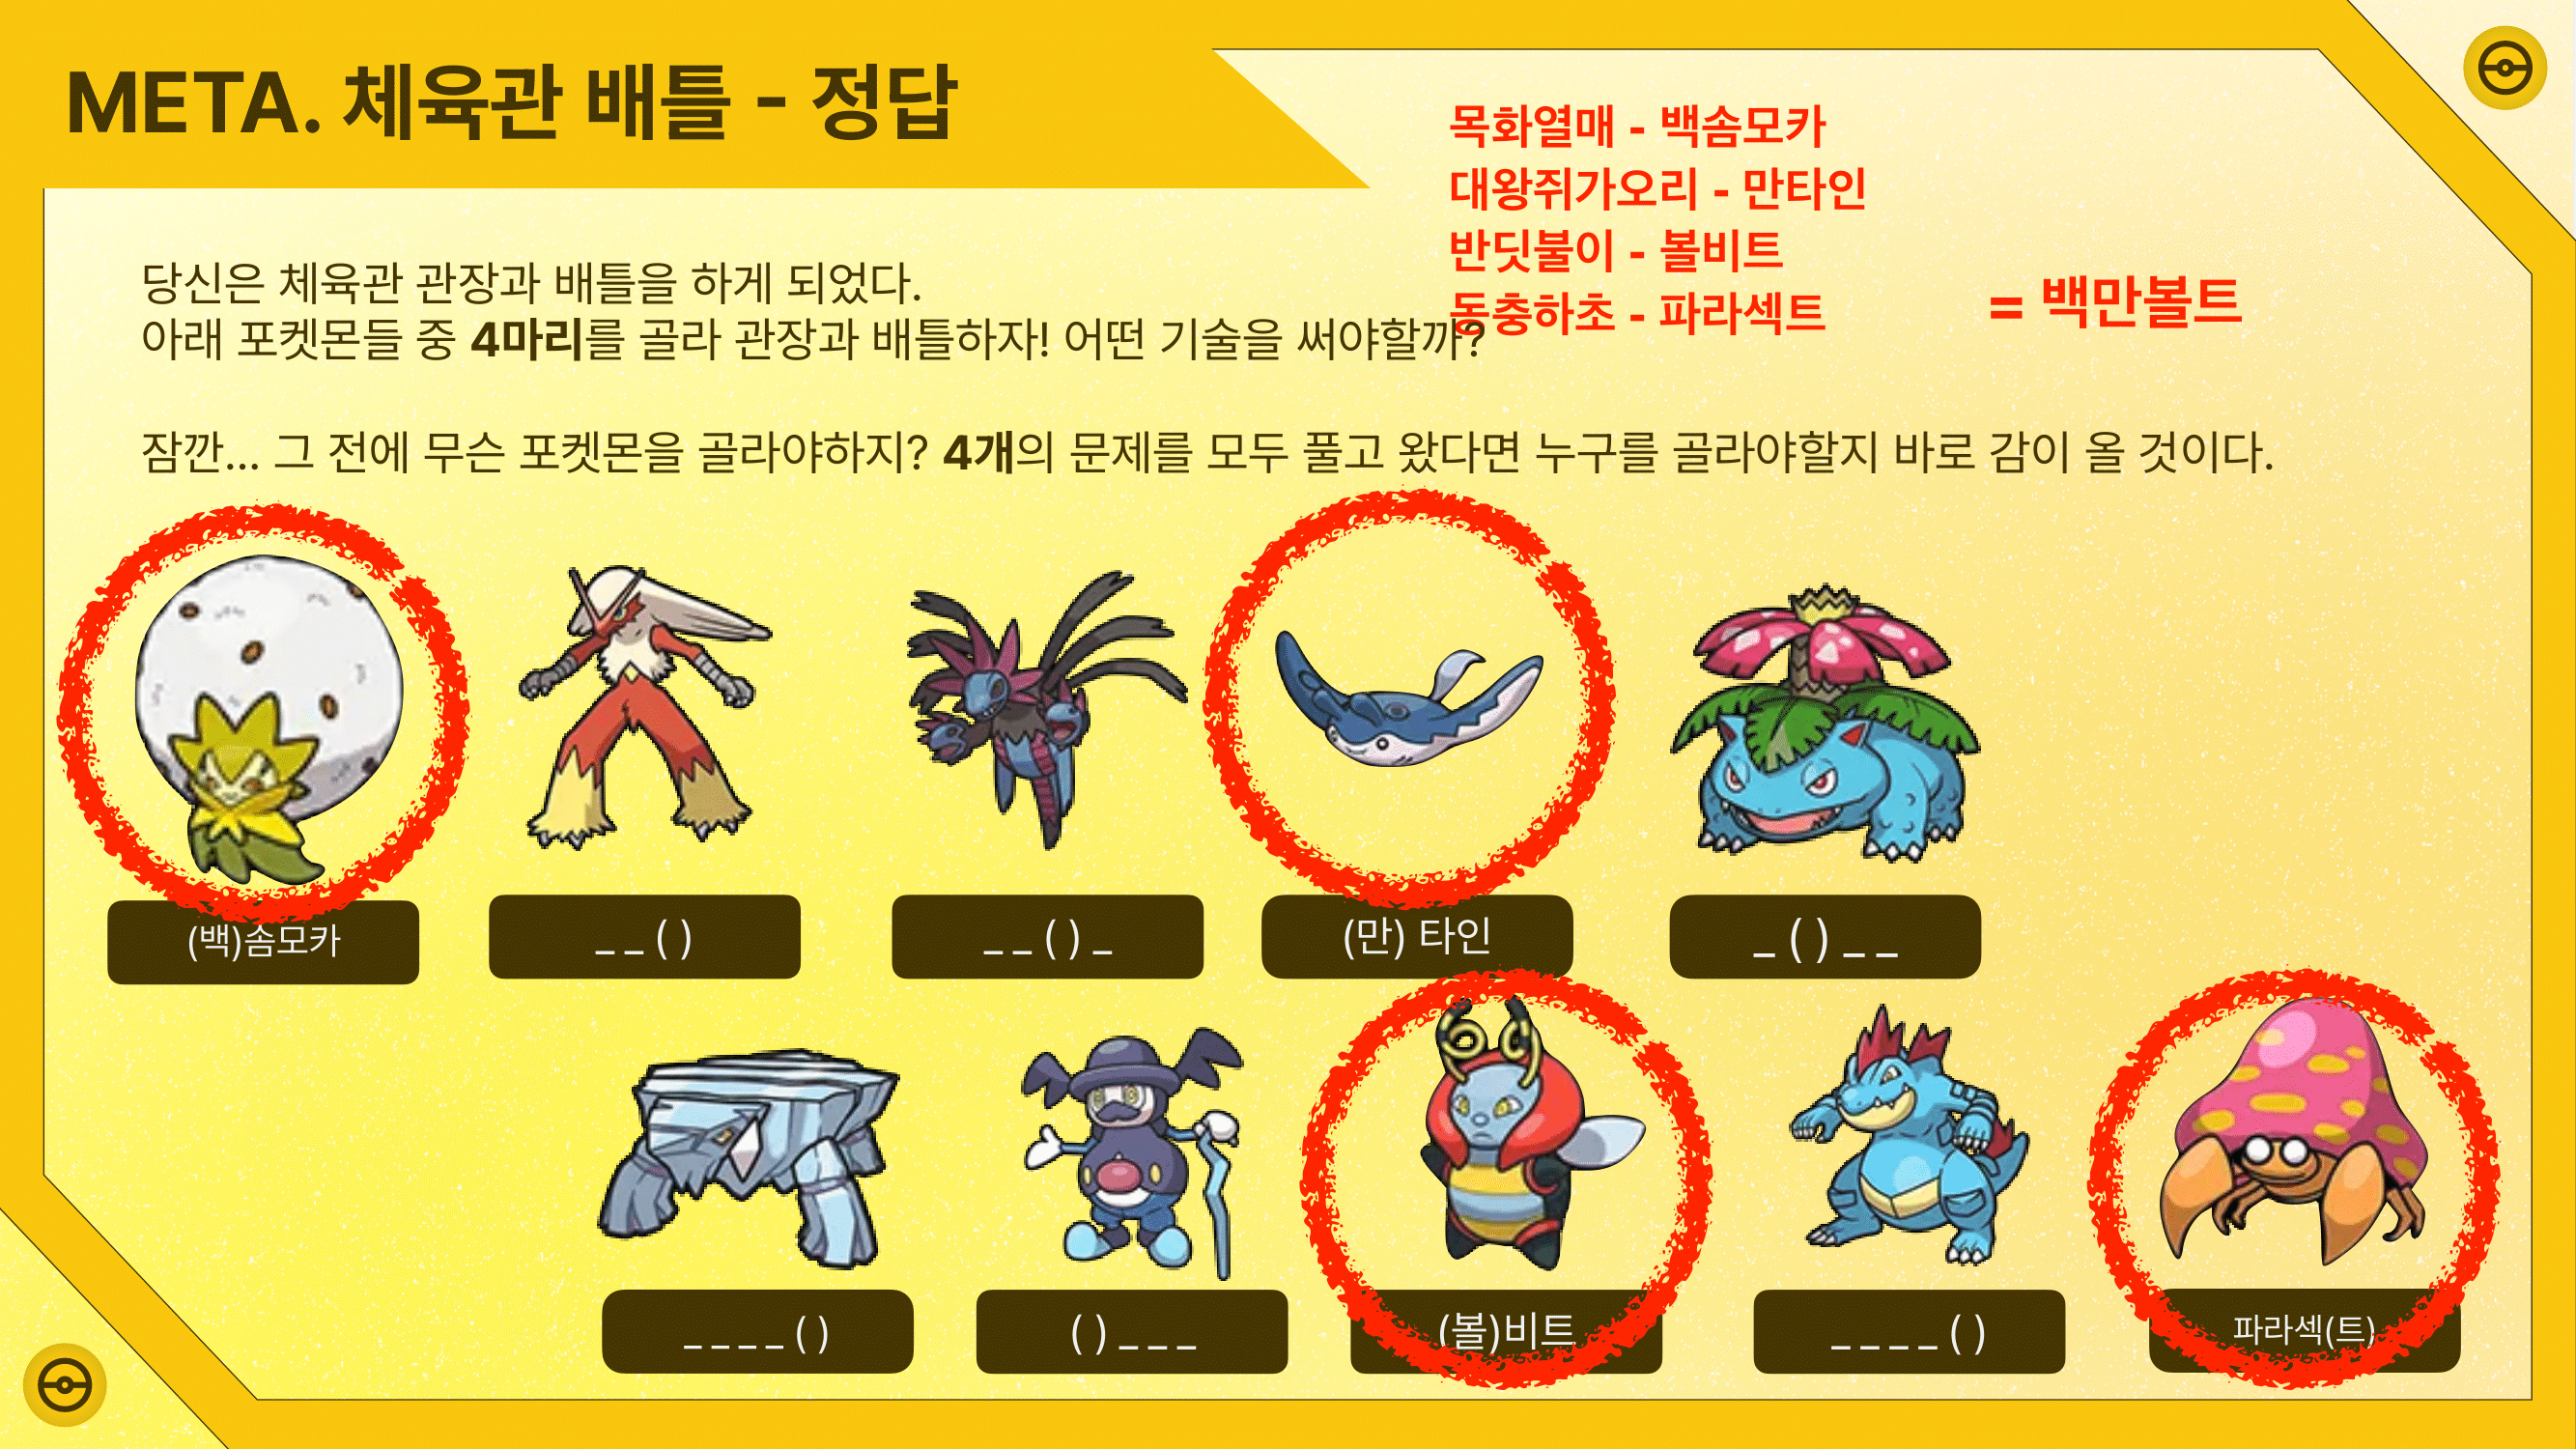 META. 체육관 배틀 - 정답
목화열매 - 백솜모카
대왕쥐가오리 - 만타인
반딧불이 - 볼비트
동충하초 - 파라섹트
= 백만볼트
당신은 체육관 관장과 배틀을 하게 되었다.
아래 포켓몬들 중 4마리를 골라 관장과 배틀하자! 어떤 기술을 써야할까?
잠깐... 그 전에 무슨 포켓몬을 골라야하지? 4개의 문제를 모두 풀고 왔다면 누구를 골라야할지 바로 감이 올 것이다.
(백)솜모카
_ _ ( )
_ _ ( ) _
(만) 타인
_ ( ) _ _
_ _ _ _ ( )
( ) _ _ _
(볼)비트
_ _ _ _ ( )
파라섹(트)